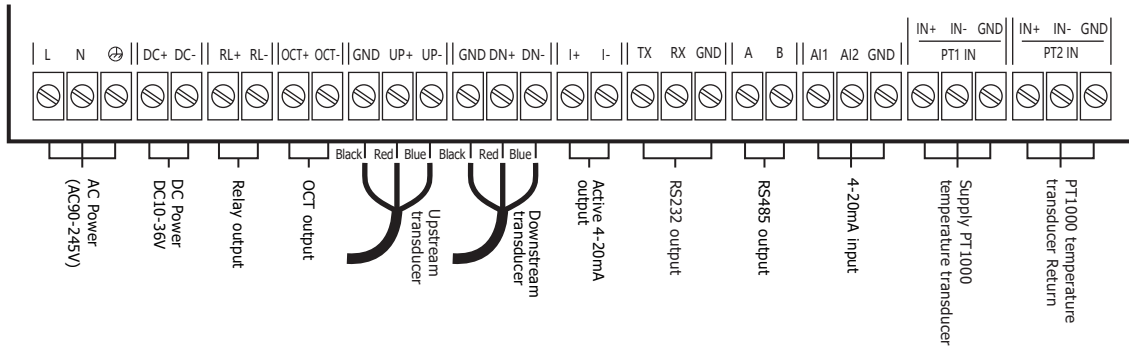 IN+ IN- GND IN+ IN- GND
L N DC+ DC- RL+ RL- OCT+ OCT- GND UP+ UP- GND DN+ DN- I+ I- TX RX GND A B AI1 AI2 GND PT1 IN PT2 IN
Black Red Blue Black Red Blue
AC Power
(AC90-245V)
DC Power
DC10-36V
Relay output
OCT output
Upstream
transducer
Downstream
transducer
Active 4-20mA
output
RS232 output
RS485 output
4-20mA input
Supply PT1000
temperature transducer
PT1000 temperature
transducer Return